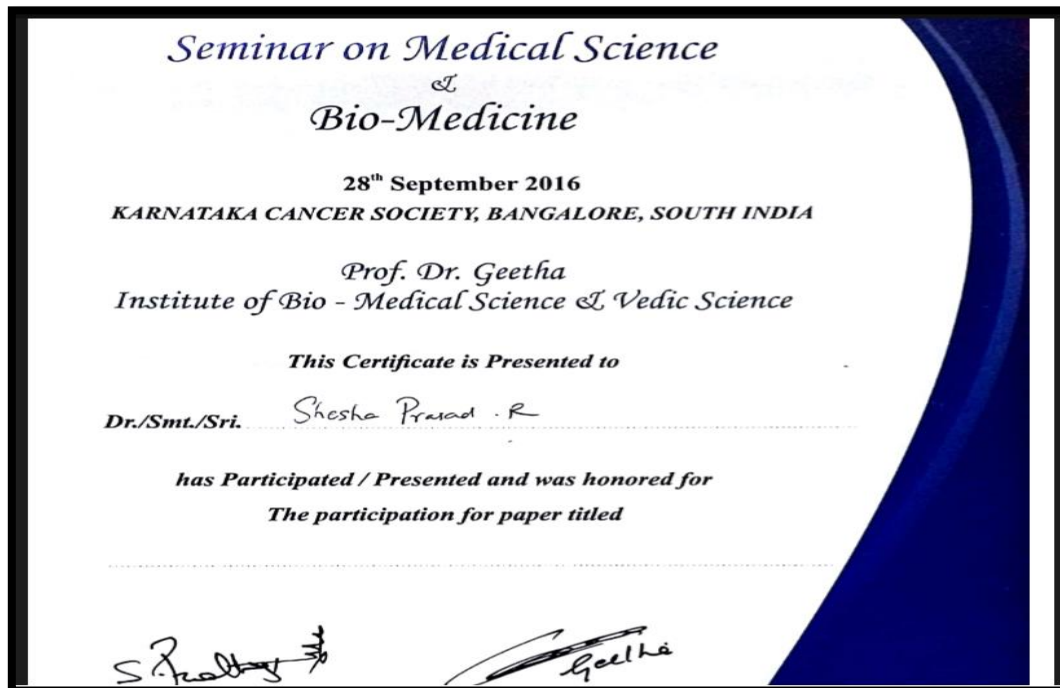 Seminar on Medical Science
&
Bio-Medicine
28th September 2016
KARNATAKA CANCER SOCIETY, BANGALORE, SOUTH INDIA
Prof. Dr. Geetha
Institute of Bio - Medical Science & Vedic Science
This Certificate is Presented to
Dr./Smt./Sri. Shesha Prasad . R
has Participated / Presented and was honored for
The participation for paper titled
Geetha